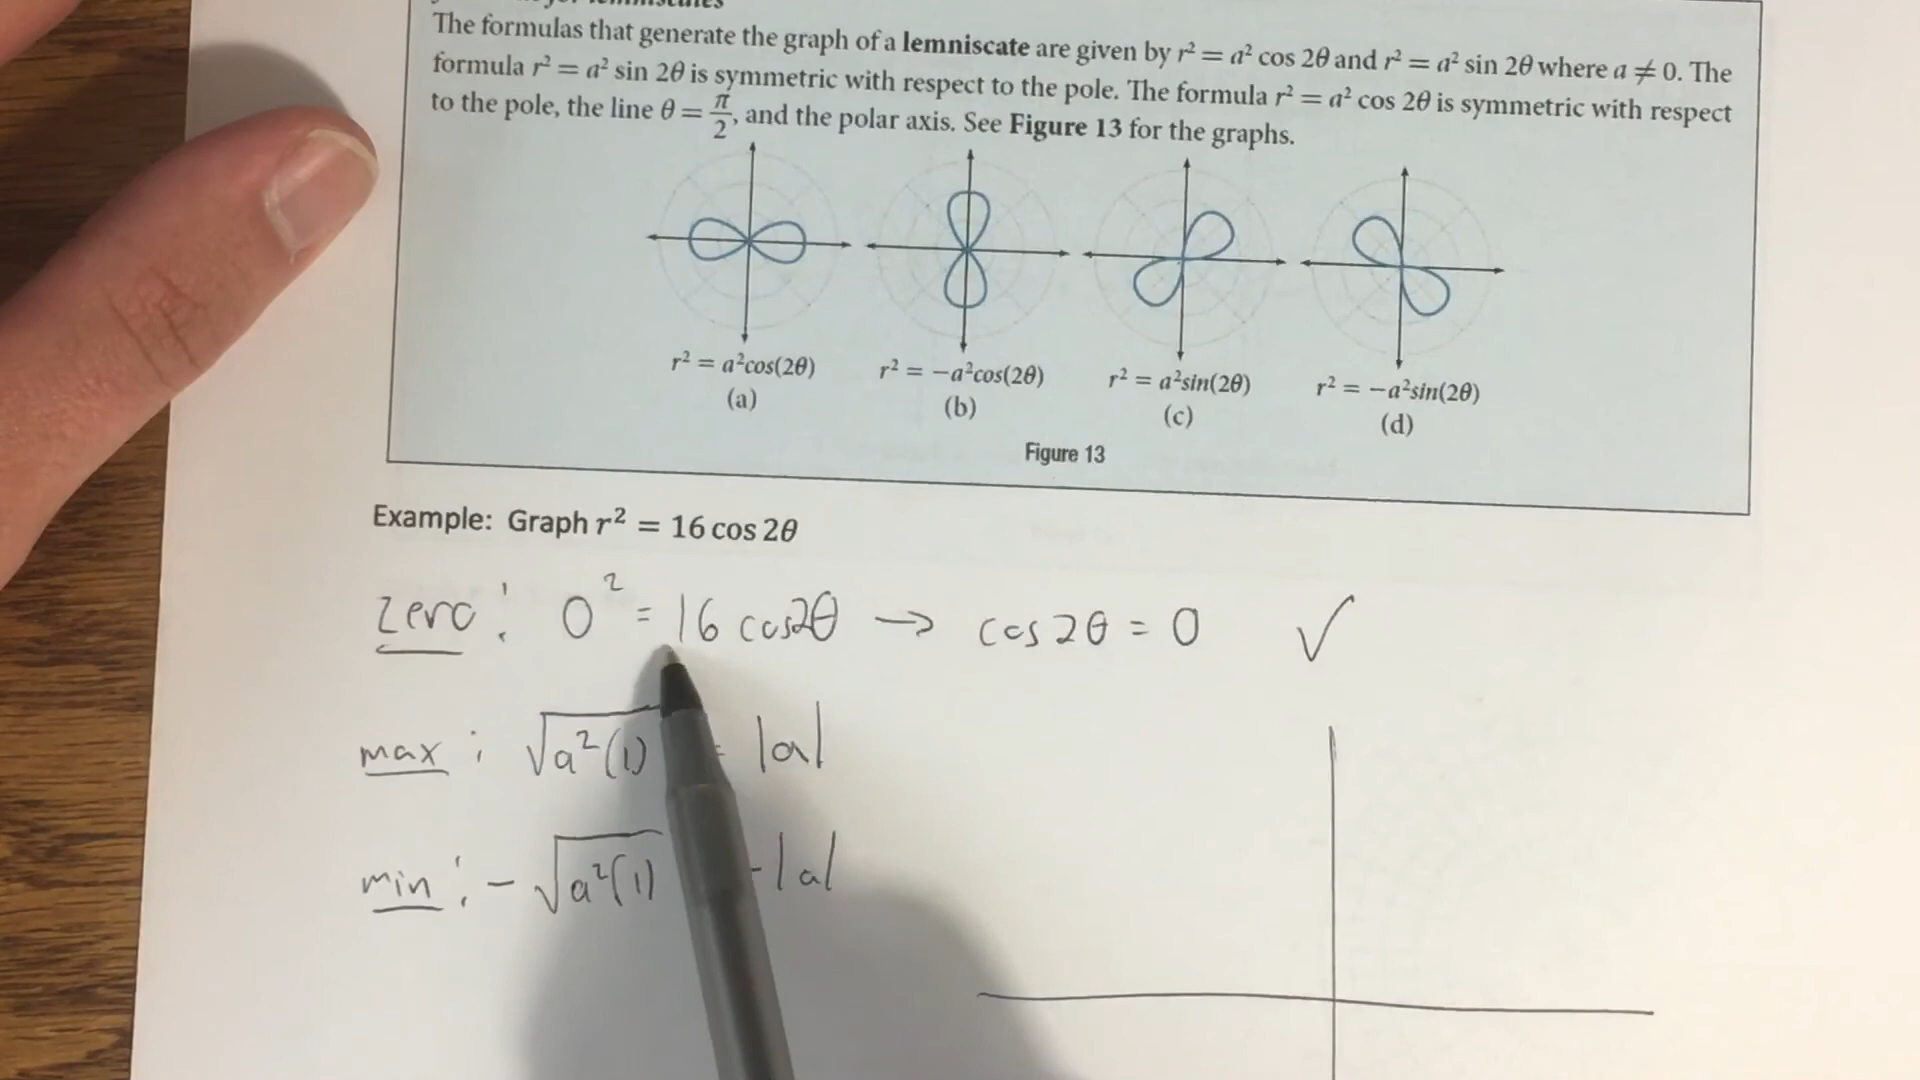 for lemniscates
The formulas that generate the graph of a lemniscate are given by r² = a² cos 2θ and r² = a² sin 2θ where a ≠ 0. The
formula r² = a² sin 2θ is symmetric with respect to the pole. The formula r² = a² cos 2θ is symmetric with respect
to the pole, the line θ = π/2, and the polar axis. See Figure 13 for the graphs.
r² = a²cos(2θ) r² = −a²cos(2θ) r² = a²sin(2θ) r² = −a²sin(2θ)
(a) (b) (c) (d)
Figure 13
Example: Graph r² = 16 cos 2θ
zero: 0² = 16 cos2θ → cos 2θ = 0 ✓
max: √a²(1) = |a|
min: -√a²(1) -|a|